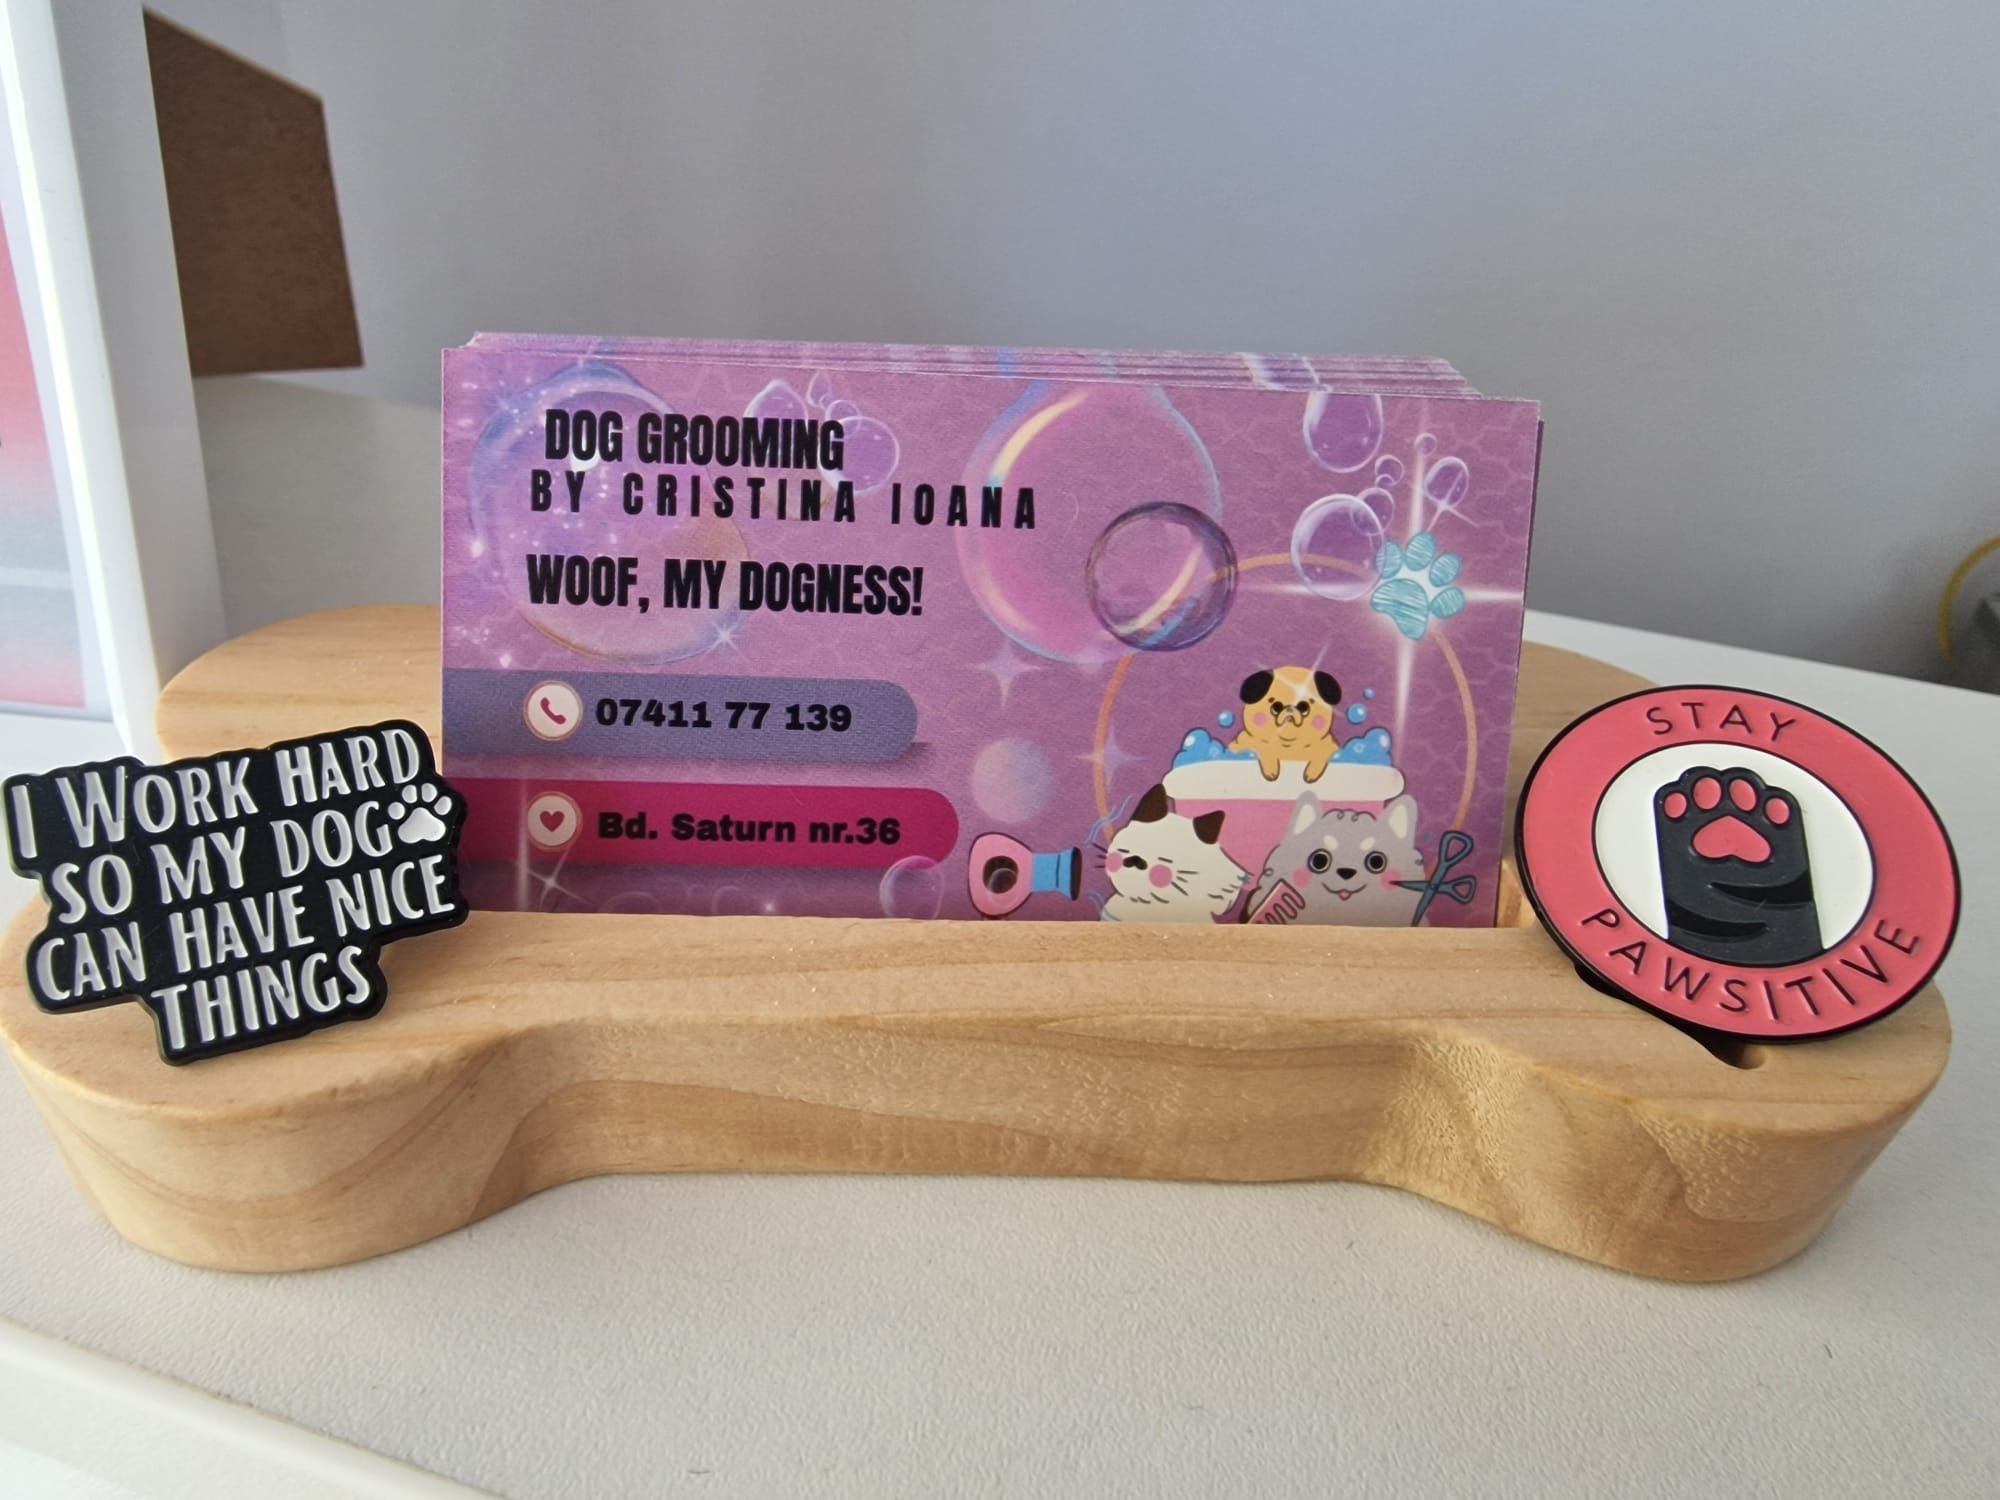 DOG GROOMING
BY CRISTINA IOANA
WOOF, MY DOGNESS!
07411 77 139
Bd. Saturn nr.36
I WORK HARD
SO MY DOG
CAN HAVE NICE
THINGS
STAY
PAWSITIVE